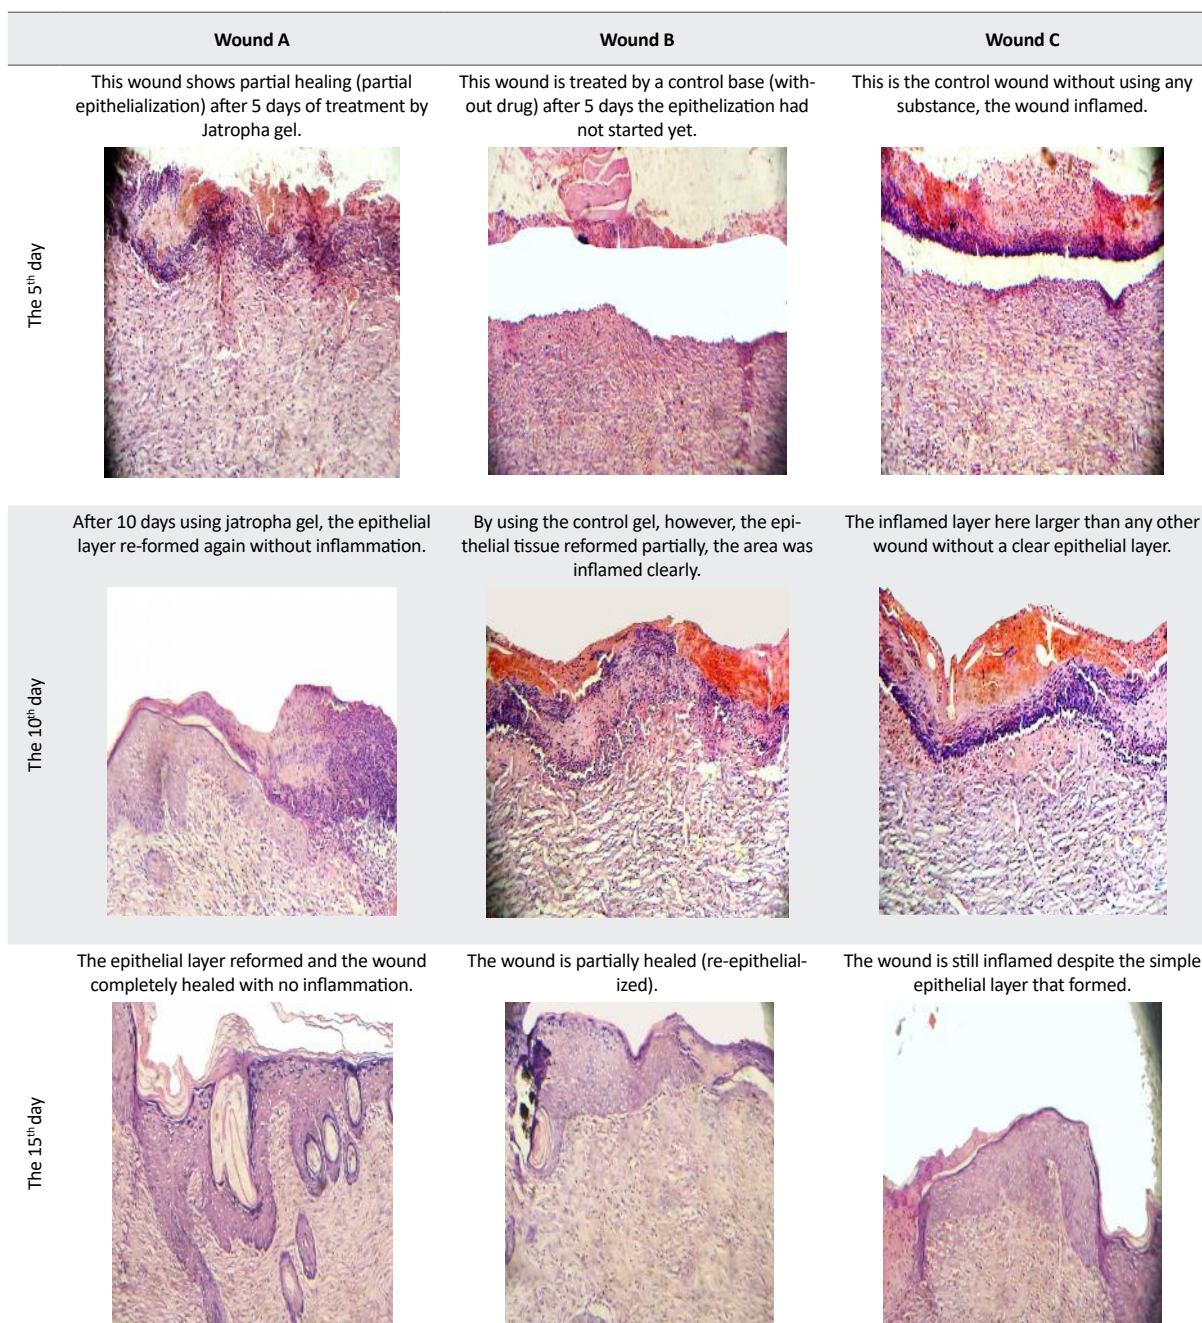 Wound A
Wound B
Wound C
The 5th day
This wound shows partial healing (partial
epithelialization) after 5 days of treatment by
Jatropha gel.
This wound is treated by a control base (with-
out drug) after 5 days the epithelization had
not started yet.
This is the control wound without using any
substance, the wound inflamed.
The 10th day
After 10 days using jatropha gel, the epithelial
layer re-formed again without inflammation.
By using the control gel, however, the epi-
thelial tissue reformed partially, the area was
inflamed clearly.
The inflamed layer here larger than any other
wound without a clear epithelial layer.
The 15th day
The epithelial layer reformed and the wound
completely healed with no inflammation.
The wound is partially healed (re-epithelial-
ized).
The wound is still inflamed despite the simple
epithelial layer that formed.